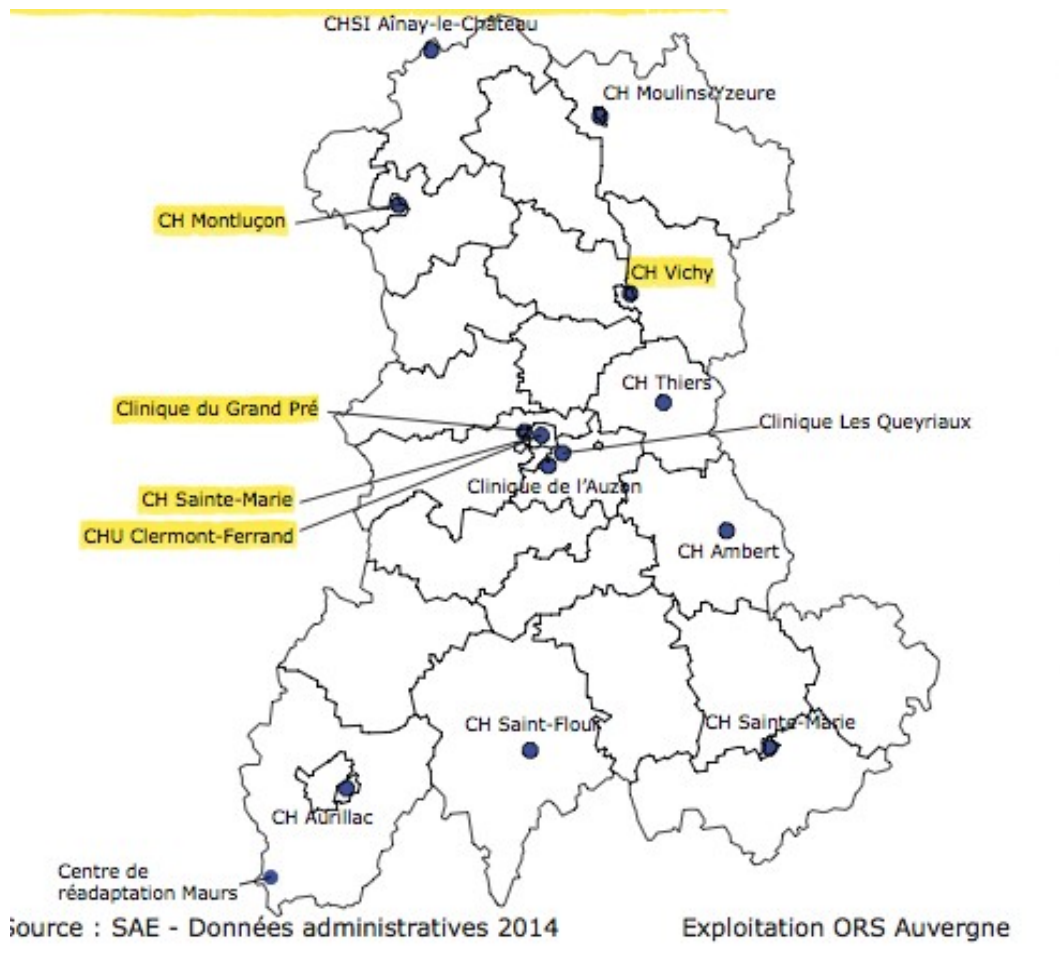 CHSI Aînay-le-Château
CH Moulins-Yzeure
CH Montluçon
CH Vichy
CH Thiers
Clinique du Grand Pré
Clinique Les Queyriaux
CH Sainte-Marie
Clinique de l'Auzon
CHU Clermont-Ferrand
CH Ambert
CH Saint-Flour
CH Sainte-Marie
CH Aurillac
Centre de
réadaptation Maurs
Source : SAE - Données administratives 2014
Exploitation ORS Auvergne